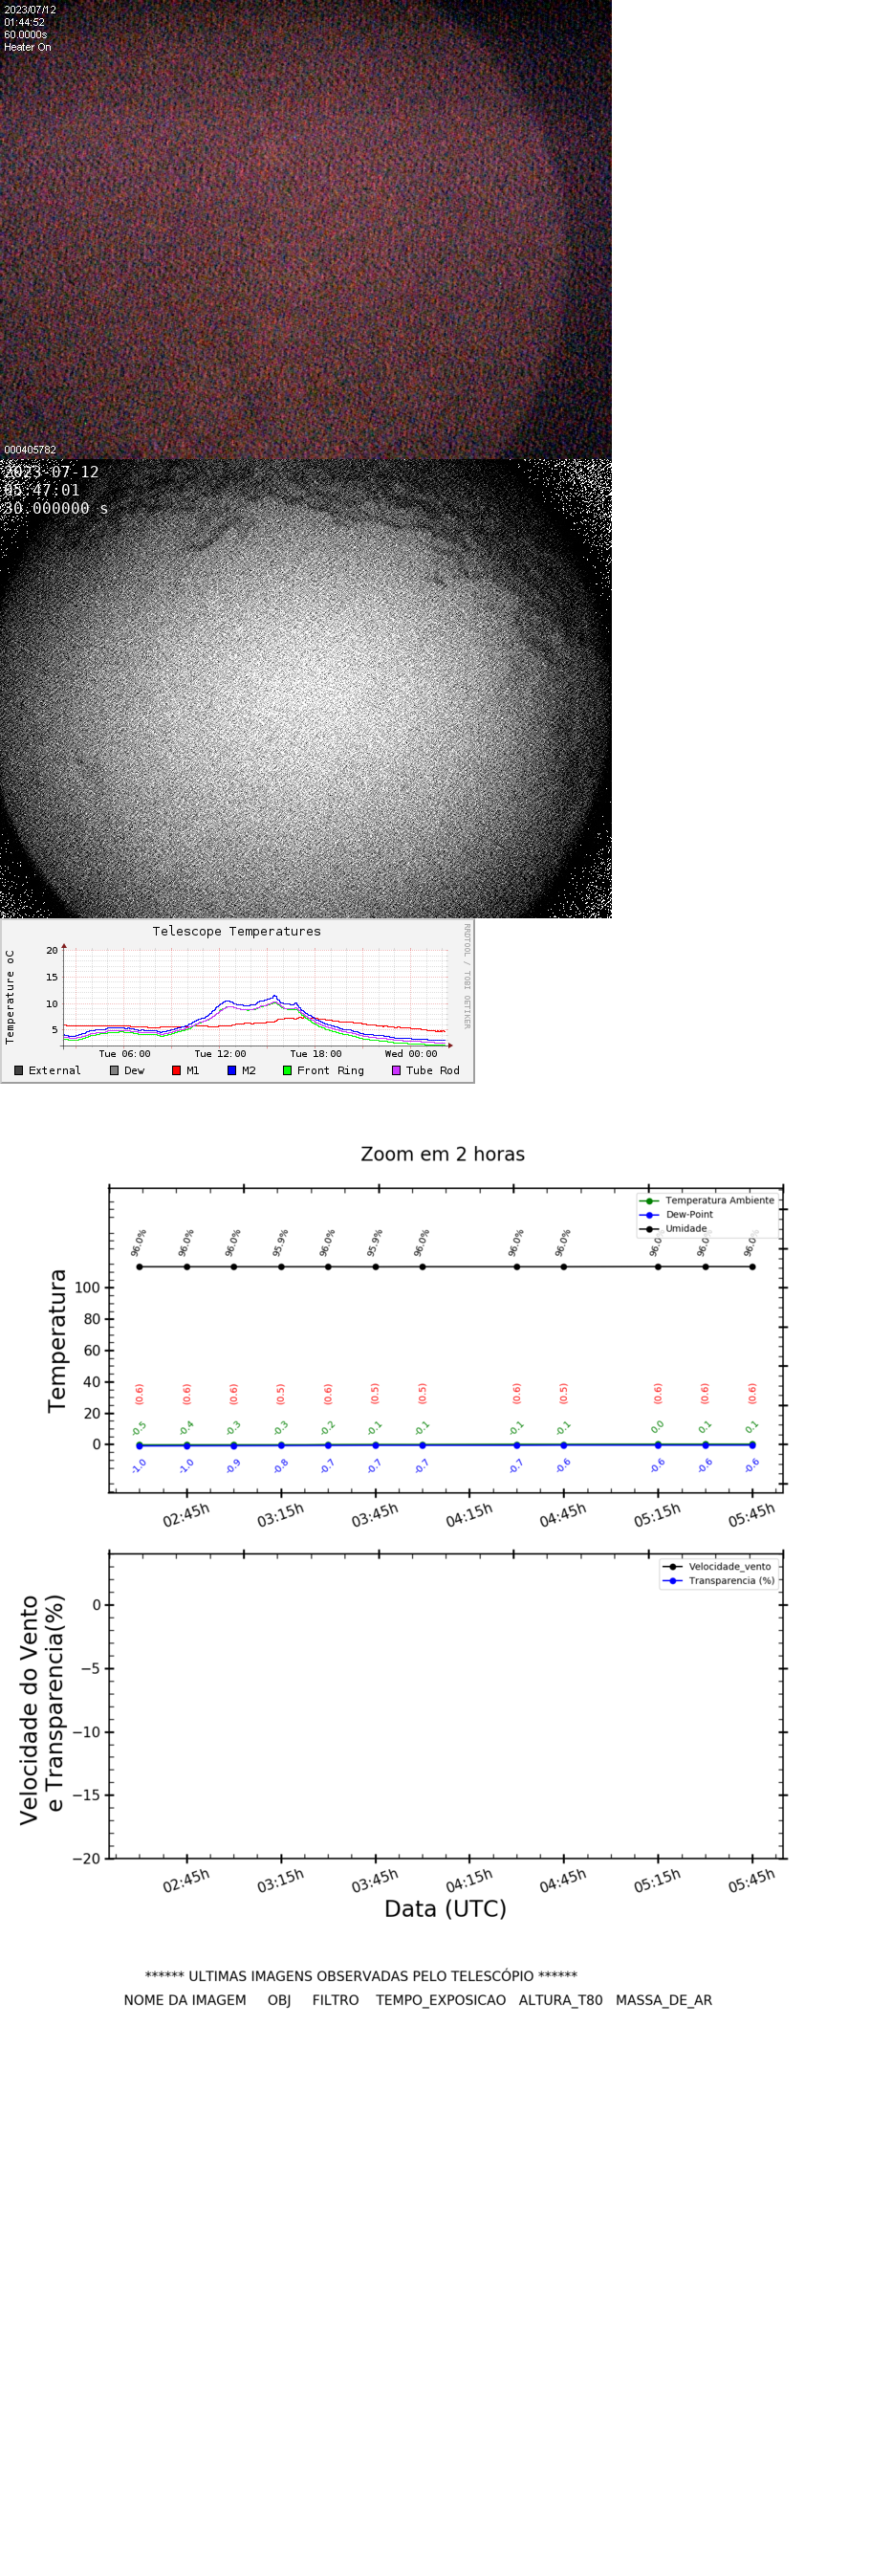 2023/07/12
01:44:52
60.0000s
Heater On
000405782
2023-07-12
05:47:01
30.000000 s
Telescope Temperatures
RRDTOOL / TOBI OETIKER
Temperature oC
20
15
10
5
Tue 06:00 Tue 12:00 Tue 18:00 Wed 00:00
External Dew M1 M2 Front Ring Tube Rod
Zoom em 2 horas
Temperatura Ambiente
Dew-Point
Umidade
96.0% 96.0% 96.0% 95.9% 96.0% 95.9% 96.0% 96.0% 96.0% 96.0% 96.0% 96.0%
Temperatura
100
80
60
40
20
0
(0.6) (0.6) (0.6) (0.5) (0.6) (0.5) (0.5) (0.6) (0.5) (0.6) (0.6) (0.6)
-0.5 -0.4 -0.3 -0.3 -0.2 -0.1 -0.1 -0.1 -0.1 0.0 0.1 0.1
-1.0 -1.0 -0.9 -0.8 -0.7 -0.7 -0.7 -0.7 -0.6 -0.6 -0.6 -0.6
02:45h 03:15h 03:45h 04:15h 04:45h 05:15h 05:45h
Velocidade_vento
Transparencia (%)
Velocidade do Vento
e Transparencia(%)
0
−5
−10
−15
−20
02:45h 03:15h 03:45h 04:15h 04:45h 05:15h 05:45h
Data (UTC)
****** ULTIMAS IMAGENS OBSERVADAS PELO TELESCÓPIO ******
NOME DA IMAGEM OBJ FILTRO TEMPO_EXPOSICAO ALTURA_T80 MASSA_DE_AR